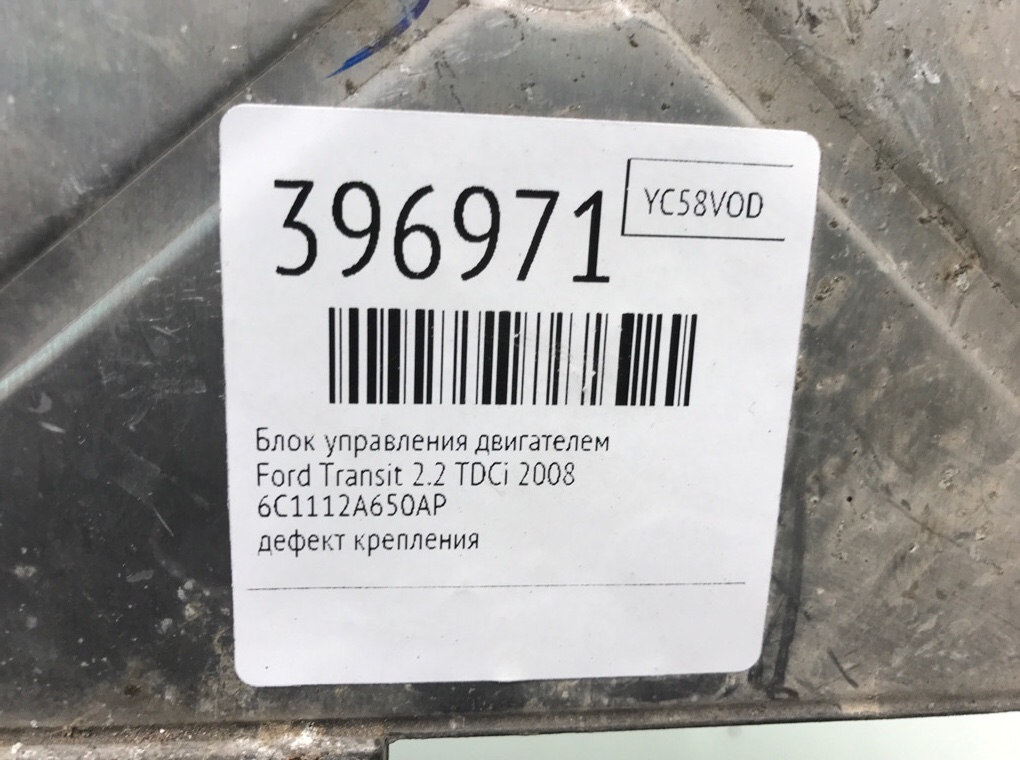 396971
YC58VOD
Блок управления двигателем
Ford Transit 2.2 TDCi 2008
6C1112A650AP
дефект крепления